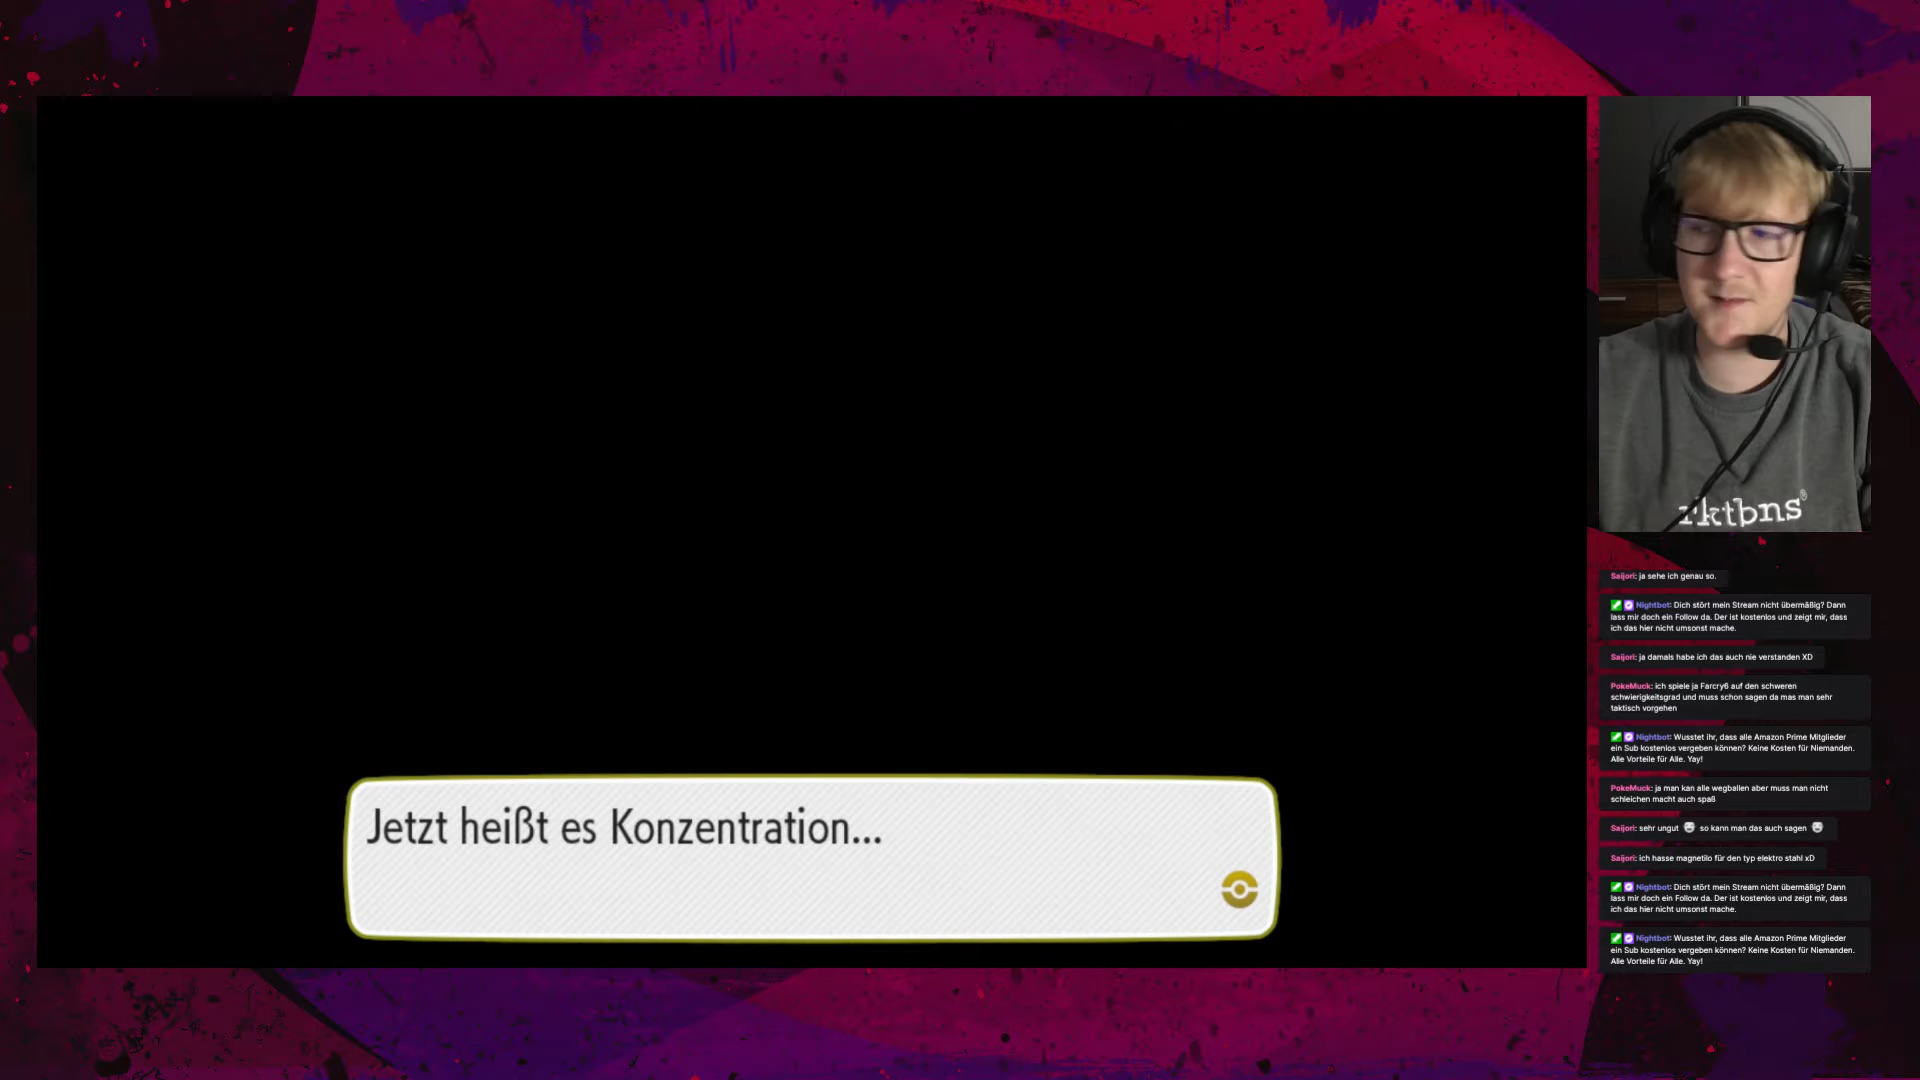 Jetzt heißt es Konzentration...
rktbns®
Saijori: ja sehe ich genau so.
Nightbot: Dich stört mein Stream nicht übermäßig? Dann
lass mir doch ein Follow da. Der ist kostenlos und zeigt mir, dass
ich das hier nicht umsonst mache.
Saijori: ja damals habe ich das auch nie verstanden XD
PokeMuck: ich spiele ja Farcry6 auf den schweren
schwierigkeitsgrad und muss schon sagen da mas man sehr
taktisch vorgehen
Nightbot: Wusstet ihr, dass alle Amazon Prime Mitglieder
ein Sub kostenlos vergeben können? Keine Kosten für Niemanden.
Alle Vorteile für Alle. Yay!
PokeMuck: ja man kan alle wegballen aber muss man nicht
schleichen macht auch spaß
Saijori: sehr ungut so kann man das auch sagen
Saijori: ich hasse magnetilo für den typ elektro stahl xD
Nightbot: Dich stört mein Stream nicht übermäßig? Dann
lass mir doch ein Follow da. Der ist kostenlos und zeigt mir, dass
ich das hier nicht umsonst mache.
Nightbot: Wusstet ihr, dass alle Amazon Prime Mitglieder
ein Sub kostenlos vergeben können? Keine Kosten für Niemanden.
Alle Vorteile für Alle. Yay!